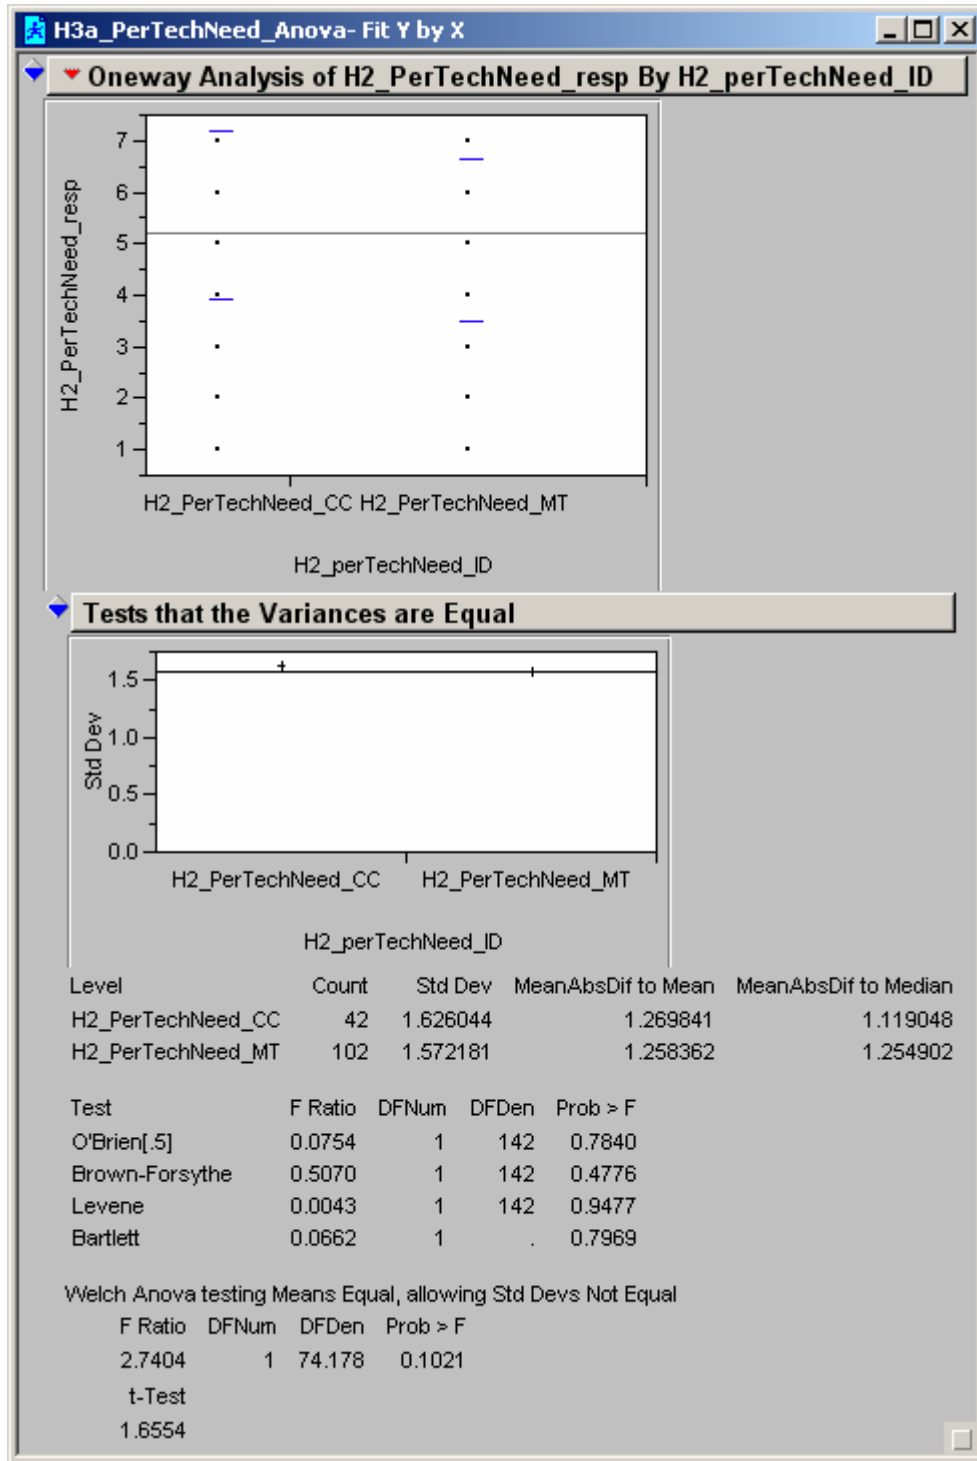 H3a_PerTechNeed_Anova- Fit Y by X
Oneway Analysis of H2_PerTechNeed_resp By H2_perTechNeed_ID
H2_PerTechNeed_resp
7
6
5
4
3
2
1
H2_PerTechNeed_CC H2_PerTechNeed_MT
H2_perTechNeed_ID
Tests that the Variances are Equal
Std Dev
1.5
1.0
0.5
0.0
H2_PerTechNeed_CC H2_PerTechNeed_MT
H2_perTechNeed_ID
Level Count Std Dev MeanAbsDif to Mean MeanAbsDif to Median
H2_PerTechNeed_CC 42 1.626044 1.269841 1.119048
H2_PerTechNeed_MT 102 1.572181 1.258362 1.254902
Test F Ratio DFNum DFDen Prob > F
O'Brien[.5] 0.0754 1 142 0.7840
Brown-Forsythe 0.5070 1 142 0.4776
Levene 0.0043 1 142 0.9477
Bartlett 0.0662 1 . 0.7969
Welch Anova testing Means Equal, allowing Std Devs Not Equal
F Ratio DFNum DFDen Prob > F
2.7404 1 74.178 0.1021
t-Test
1.6554